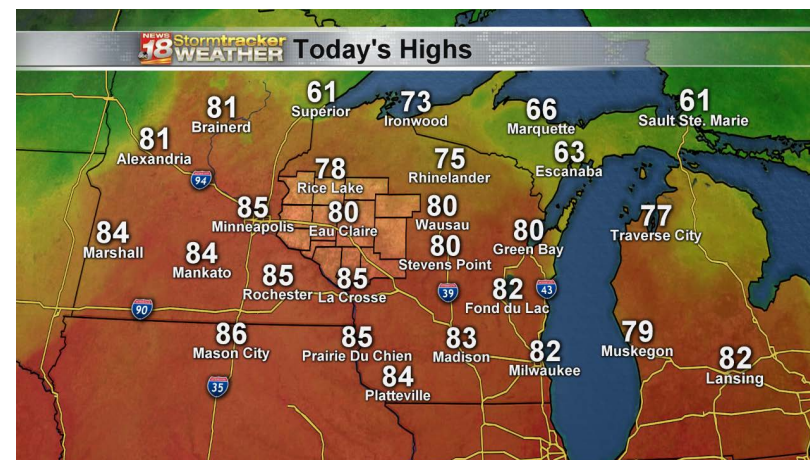 NEWS
18
Stormtracker
WEATHER
Today's Highs
81
Brainerd
61
Superior
73
Ironwood
66
Marquette
61
Sault Ste. Marie
81
Alexandria
94
78
Rice Lake
75
Rhinelander
63
Escanaba
84
Marshall
85
Minneapolis
80
Eau Claire
80
Wausau
80
Green Bay
77
Traverse City
84
Mankato
80
Stevens Point
85
Rochester
85
La Crosse
39
82
Fond du Lac
43
90
86
Mason City
85
Prairie Du Chien
83
Madison
82
Milwaukee
79
Muskegon
82
Lansing
35
84
Platteville